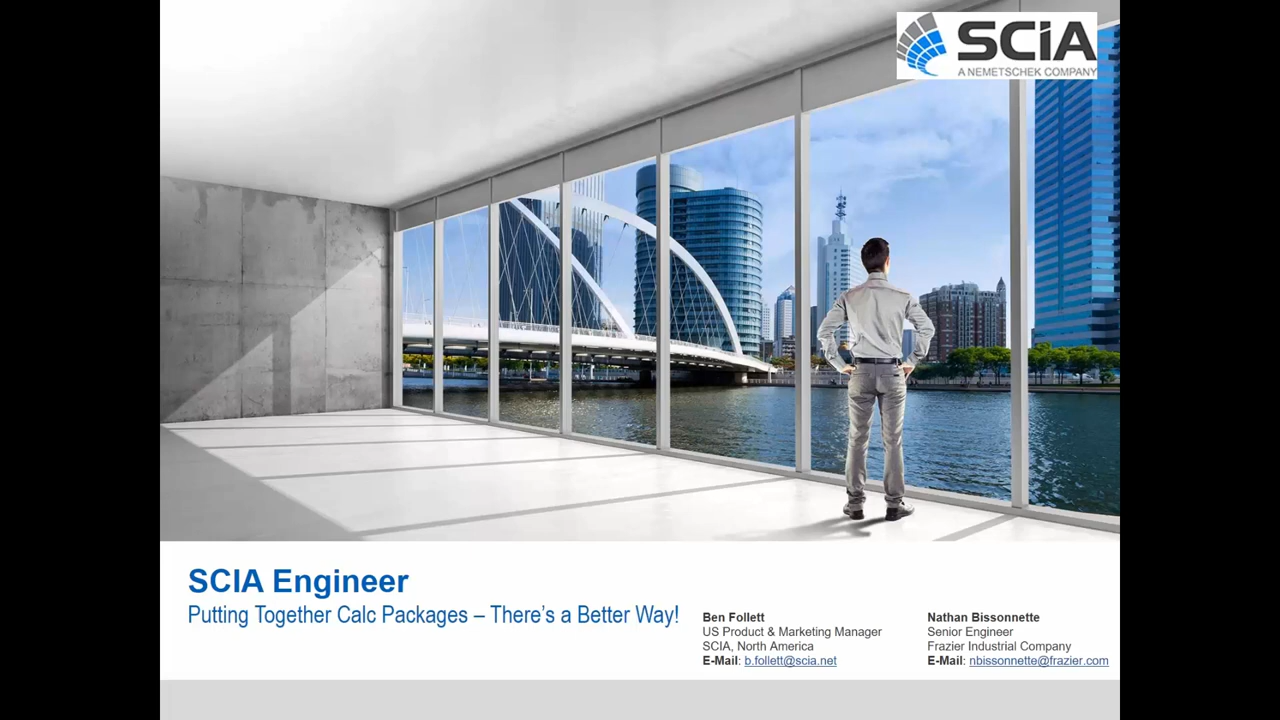 SCiA
A NEMETSCHEK COMPANY
SCIA Engineer
Putting Together Calc Packages – There's a Better Way!
Ben Follett
US Product & Marketing Manager
SCIA, North America
E-Mail: b.follett@scia.net
Nathan Bissonnette
Senior Engineer
Frazier Industrial Company
E-Mail: nbissonnette@frazier.com